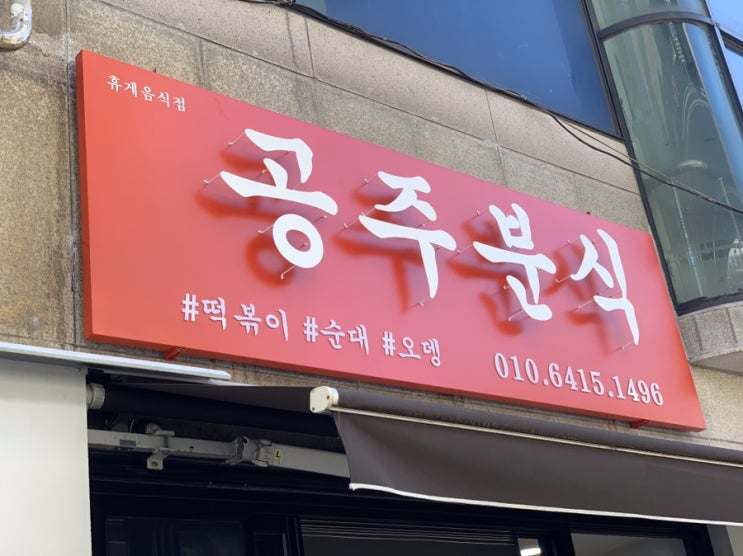 휴게음식점
공주분식
#떡볶이 #순대 #오뎅
010.6415.1496